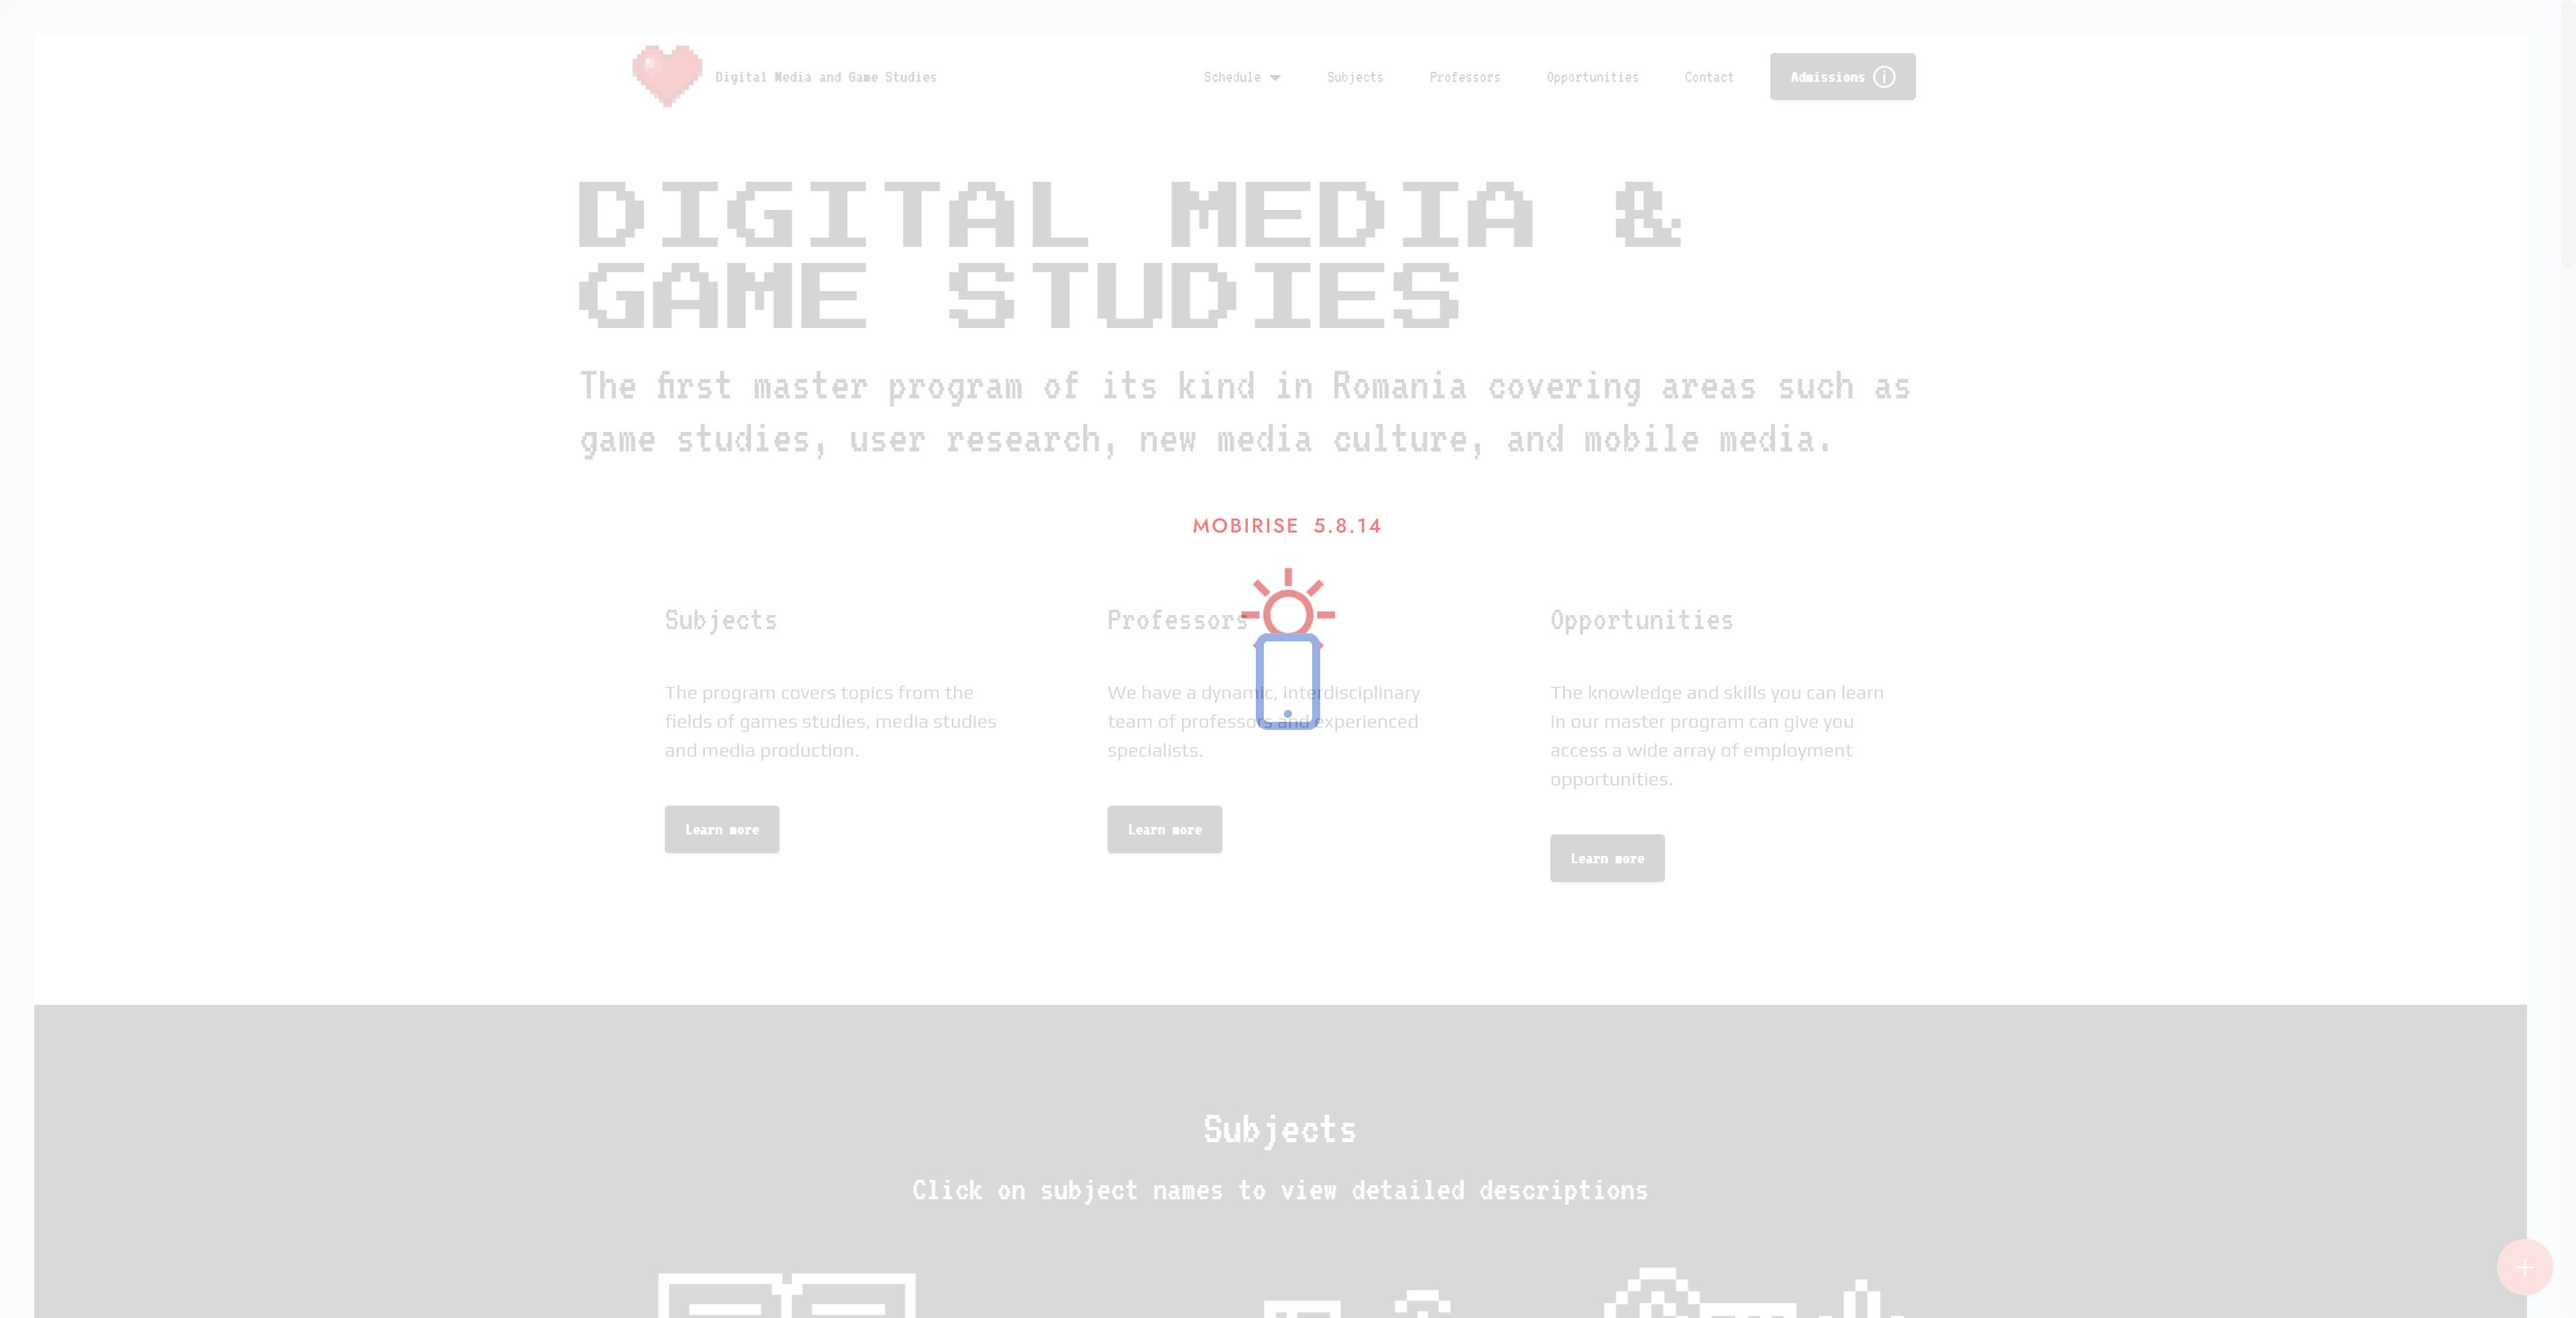 Digital Media and Game Studies
Schedule Subjects Professors Opportunities Contact Admissions
DIGITAL MEDIA &
GAME STUDIES
The first master program of its kind in Romania covering areas such as
game studies, user research, new media culture, and mobile media.
MOBIRISE 5.8.14
Subjects
The program covers topics from the
fields of games studies, media studies
and media production.
Learn more
Professors
We have a dynamic, interdisciplinary
team of professors and experienced
specialists.
Learn more
Opportunities
The knowledge and skills you can learn
in our master program can give you
access a wide array of employment
opportunities.
Learn more
Subjects
Click on subject names to view detailed descriptions